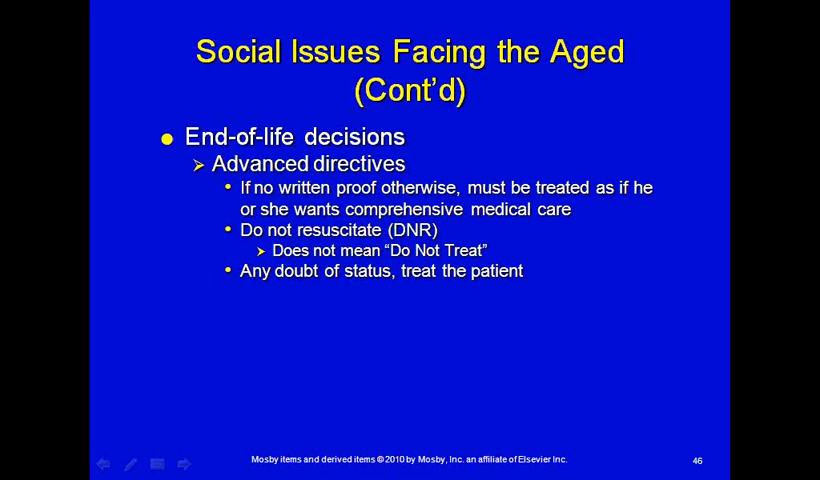 Social Issues Facing the Aged
(Cont'd)
End-of-life decisions
Advanced directives
If no written proof otherwise, must be treated as if he
or she wants comprehensive medical care
Do not resuscitate (DNR)
Does not mean “Do Not Treat”
Any doubt of status, treat the patient
Mosby items and derived items © 2010 by Mosby, Inc. an affiliate of Elsevier Inc.
46